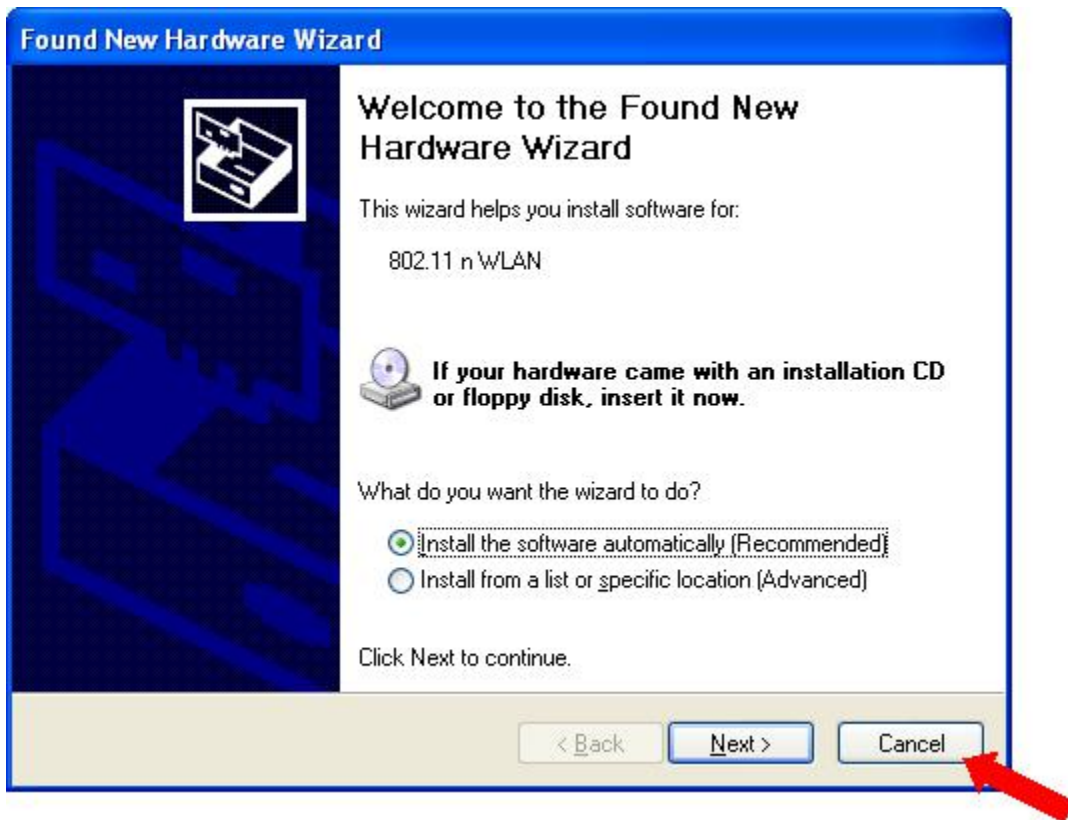 Found New Hardware Wizard
Welcome to the Found New
Hardware Wizard
This wizard helps you install software for:
802.11 n WLAN
If your hardware came with an installation CD
or floppy disk, insert it now.
What do you want the wizard to do?
Install the software automatically (Recommended)
Install from a list or specific location (Advanced)
Click Next to continue.
< Back
Next >
Cancel